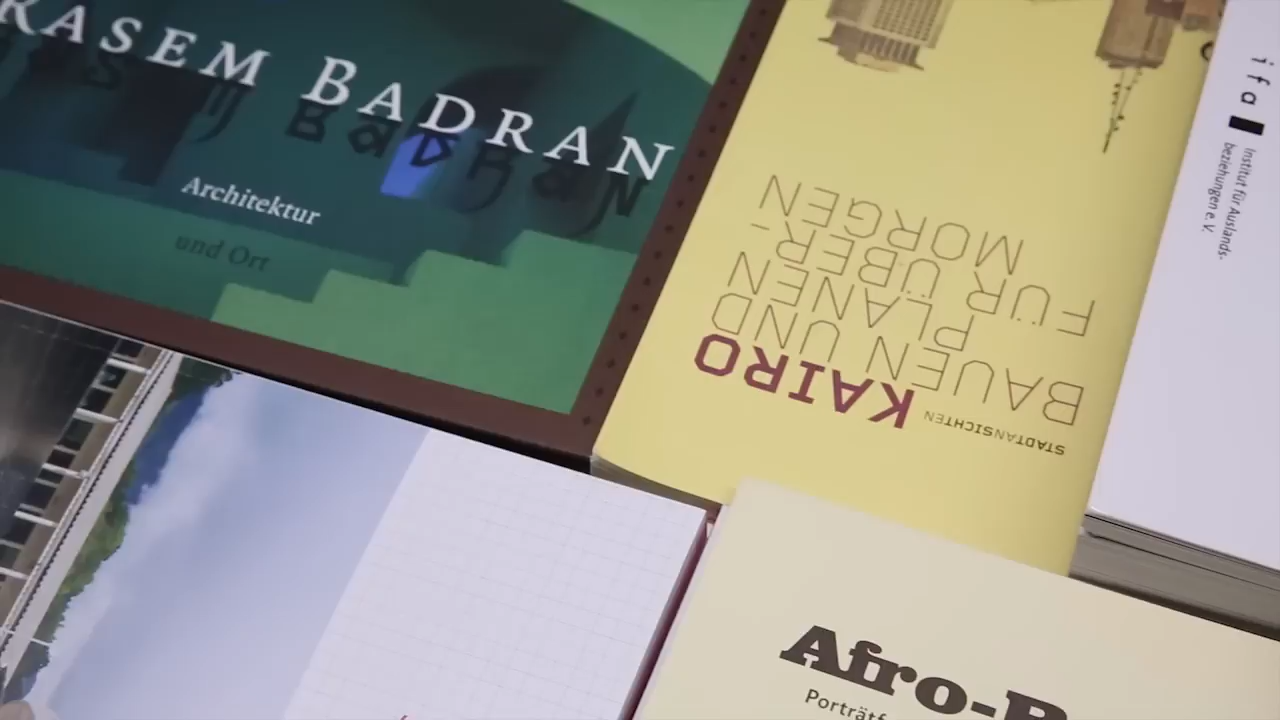 RASEM BADRAN
Architektur
und Ort
STADTANSICHTEN
KAIRO
BAUEN UND
PLANEN
FÜR ÜBER-
MORGEN
ifa
Institut für Auslands-
beziehungen e. V.
Afro-